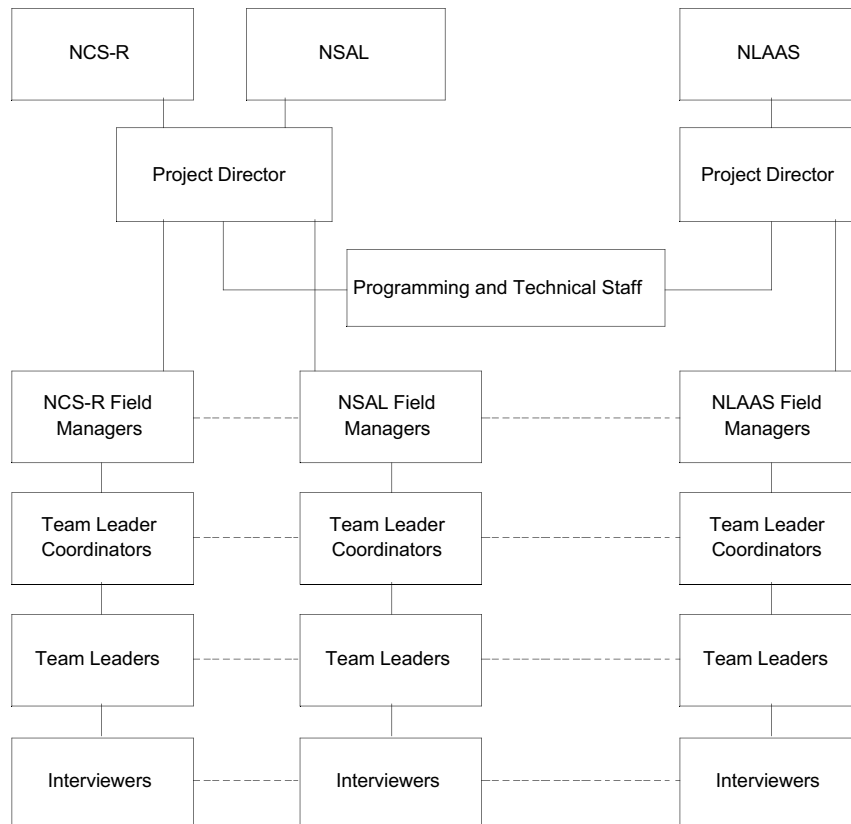 NCS-R
NSAL
NLAAS
Project Director
Project Director
Programming and Technical Staff
NCS-R Field
Managers
NSAL Field
Managers
NLAAS Field
Managers
Team Leader
Coordinators
Team Leader
Coordinators
Team Leader
Coordinators
Team Leaders
Team Leaders
Team Leaders
Interviewers
Interviewers
Interviewers